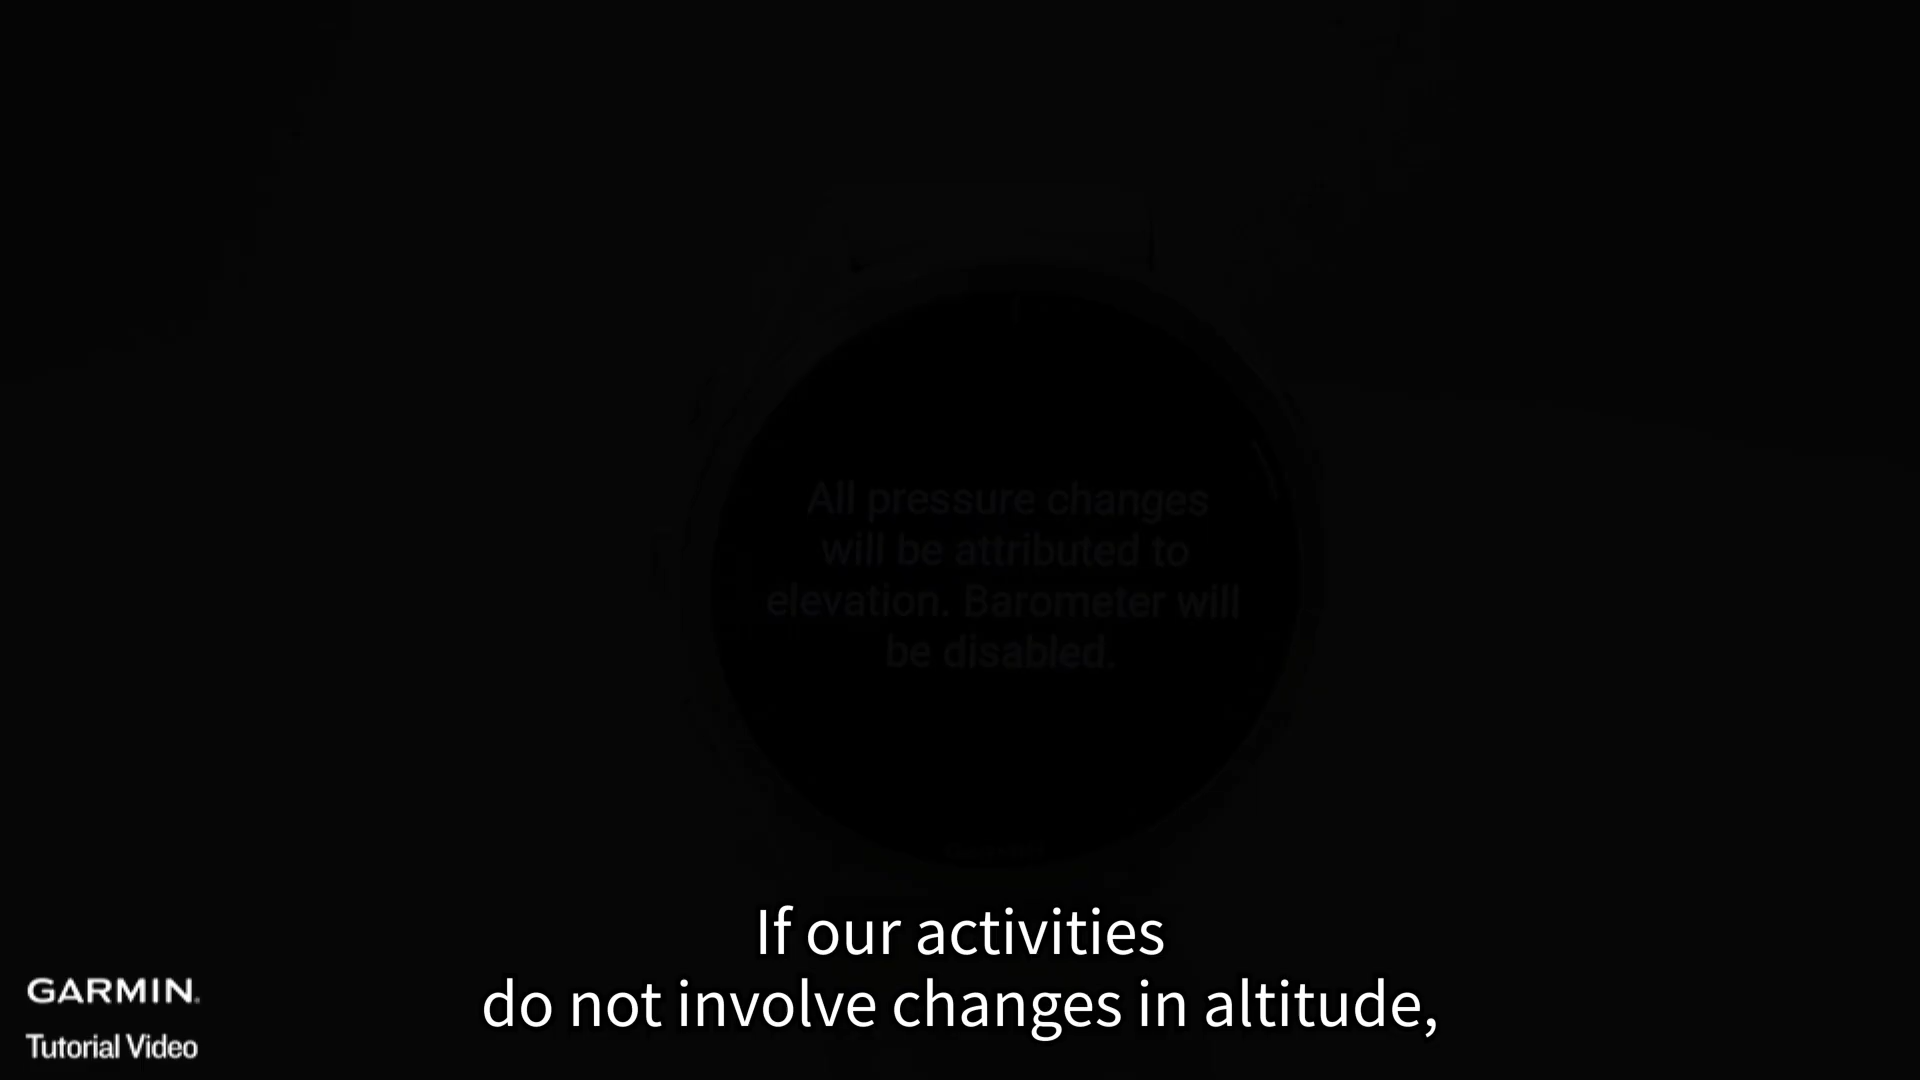 All pressure changes
will be attributed to
elevation. Barometer will
be disabled.
If our activities
do not involve changes in altitude,
GARMIN.
Tutorial Video